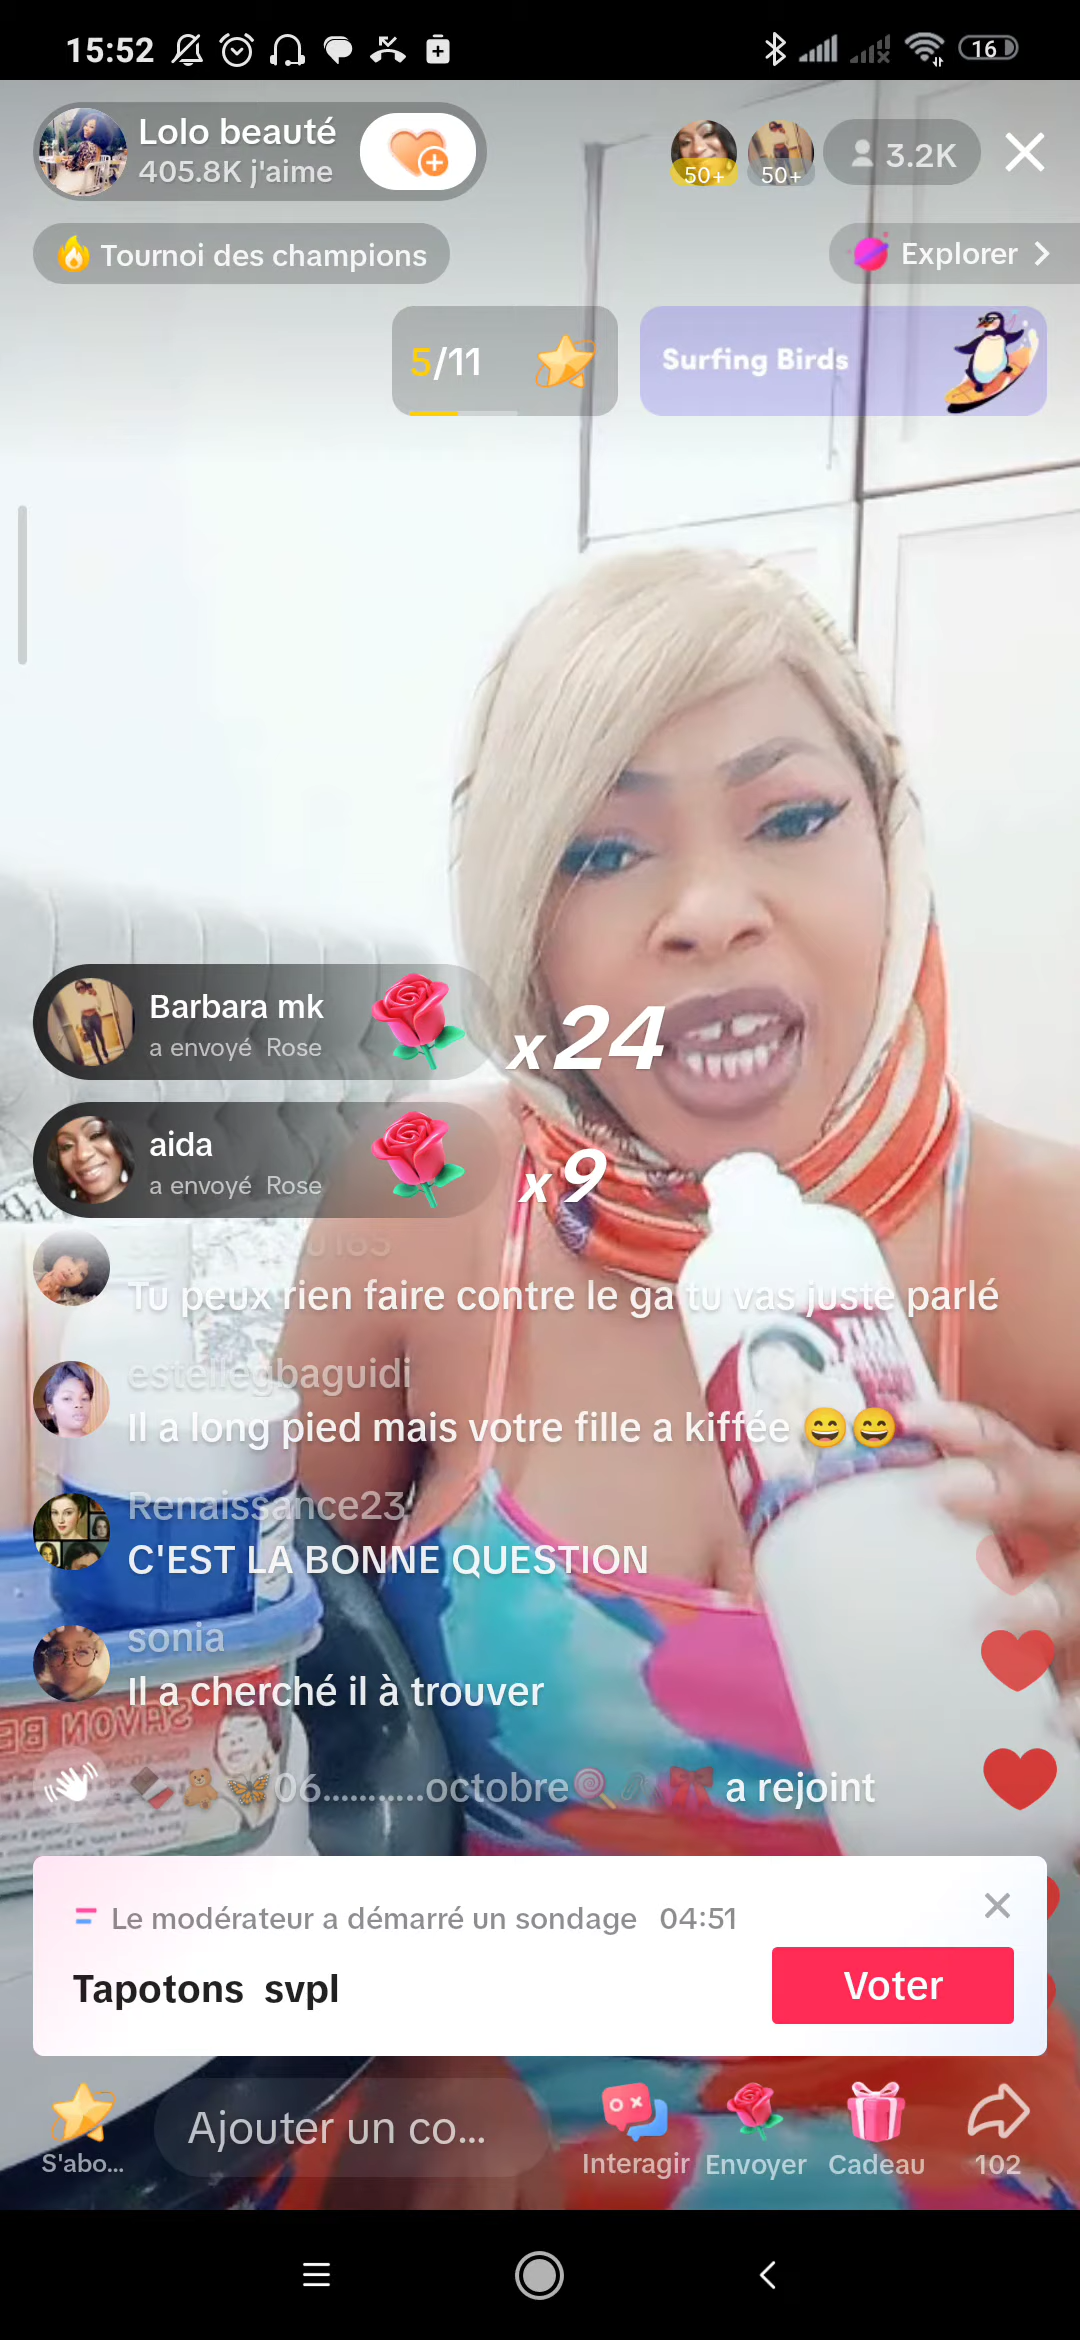 15:52
16
Lolo beauté
405.8K j'aime
50+
50+
3.2K
Tournoi des champions
Explorer
5/11
Surfing Birds
Barbara mk
a envoyé Rose
x24
aida
a envoyé Rose
x9
Tu peux rien faire contre le ga tu vas juste parlé
estellegbaguidi
Il a long pied mais votre fille a kiffée 😄😄
Renaissance23
C'EST LA BONNE QUESTION
sonia
Il a cherché il à trouver
SAVON BE
🍫🧸🦋06...........octobre🍭🩹🎀 a rejoint
Le modérateur a démarré un sondage 04:51
Tapotons svpl
Voter
S'abo...
Ajouter un co...
Interagir
Envoyer
Cadeau
102